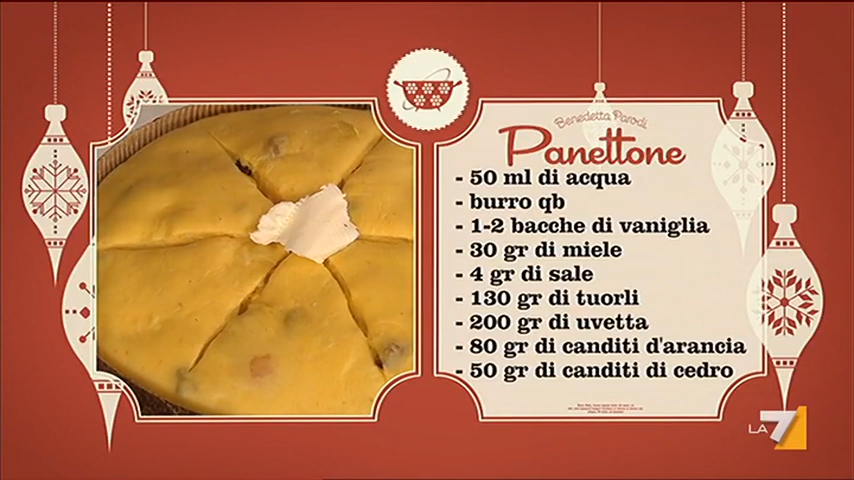 Benedetta Parodi
Panettone
- 50 ml di acqua
- burro qb
- 1-2 bacche di vaniglia
- 30 gr di miele
- 4 gr di sale
- 130 gr di tuorli
- 200 gr di uvetta
- 80 gr di canditi d'arancia
- 50 gr di canditi di cedro
LA7